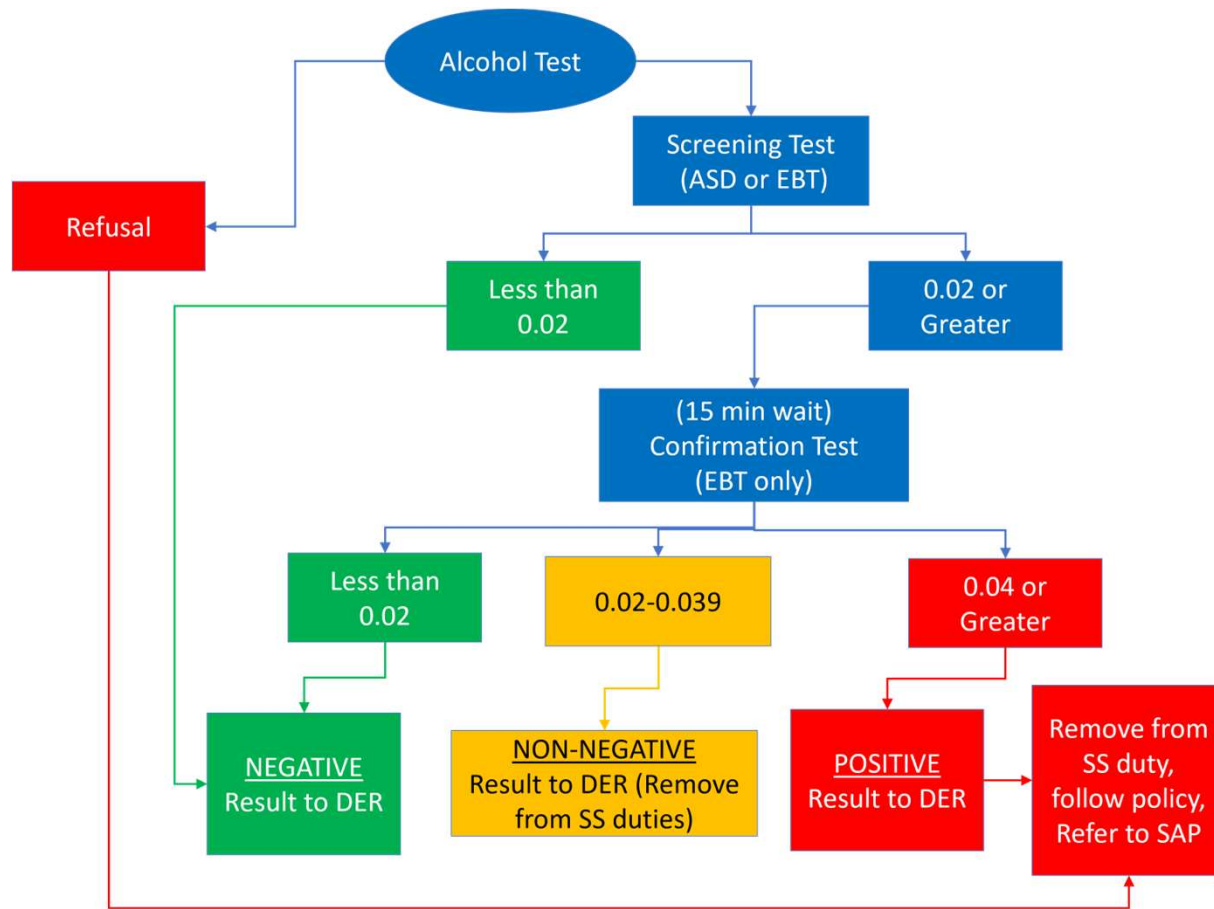 Alcohol Test
Screening Test
(ASD or EBT)
Refusal
Less than
0.02
0.02 or
Greater
(15 min wait)
Confirmation Test
(EBT only)
Less than
0.02
0.02-0.039
0.04 or
Greater
NEGATIVE
Result to DER
NON-NEGATIVE
Result to DER (Remove
from SS duties)
POSITIVE
Result to DER
Remove from
SS duty,
follow policy,
Refer to SAP